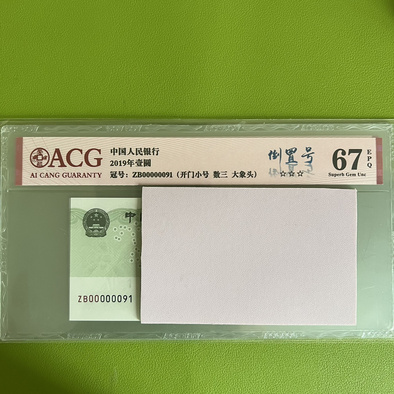 ACG
AI CANG GUARANTY
中国人民银行
2019年壹圆
冠号：ZB00000091（开门小号 数三 大象头）
倒置号
☆☆☆
67
EPQ
Superb Gem Unc
中
ZB00000091